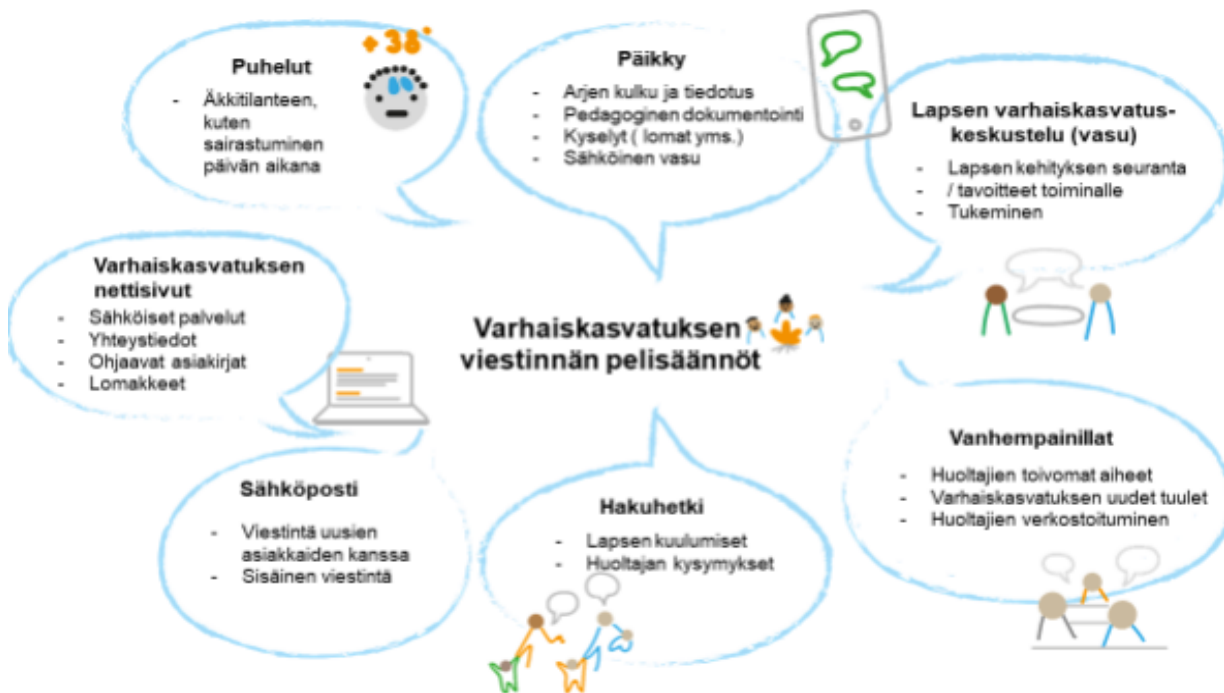 Puhelut
- Äkkitilanteen,
kuten
sairastuminen
päivän aikana
+ 38°
Päikky
- Arjen kulku ja tiedotus
- Pedagoginen dokumentointi
- Kyselyt ( lomat yms.)
- Sähköinen vasu
Lapsen varhaiskasvatus-
keskustelu (vasu)
- Lapsen kehityksen seuranta
- / tavoitteet toiminalle
- Tukeminen
Varhaiskasvatuksen
nettisivut
- Sähköiset palvelut
- Yhteystiedot
- Ohjaavat asiakirjat
- Lomakkeet
Varhaiskasvatuksen
viestinnän pelisäännöt
Sähköposti
- Viestintä uusien
asiakkaiden kanssa
- Sisäinen viestintä
Hakuhetki
- Lapsen kuulumiset
- Huoltajan kysymykset
Vanhempainillat
- Huoltajien toivomat aiheet
- Varhaiskasvatuksen uudet tuulet
- Huoltajien verkostoituminen